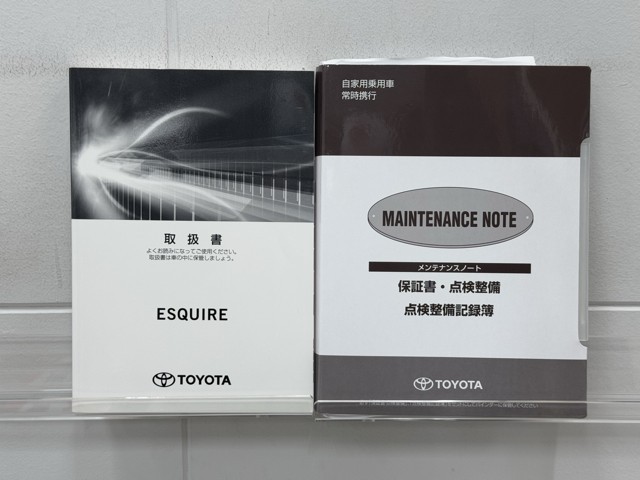 取扱書
よくお読みになってご使用ください。
取扱書は車の中に保管しましょう。
ESQUIRE
TOYOTA
自家用乗用車
常時携行
MAINTENANCE NOTE
メンテナンスノート
保証書・点検整備
点検整備記録簿
TOYOTA